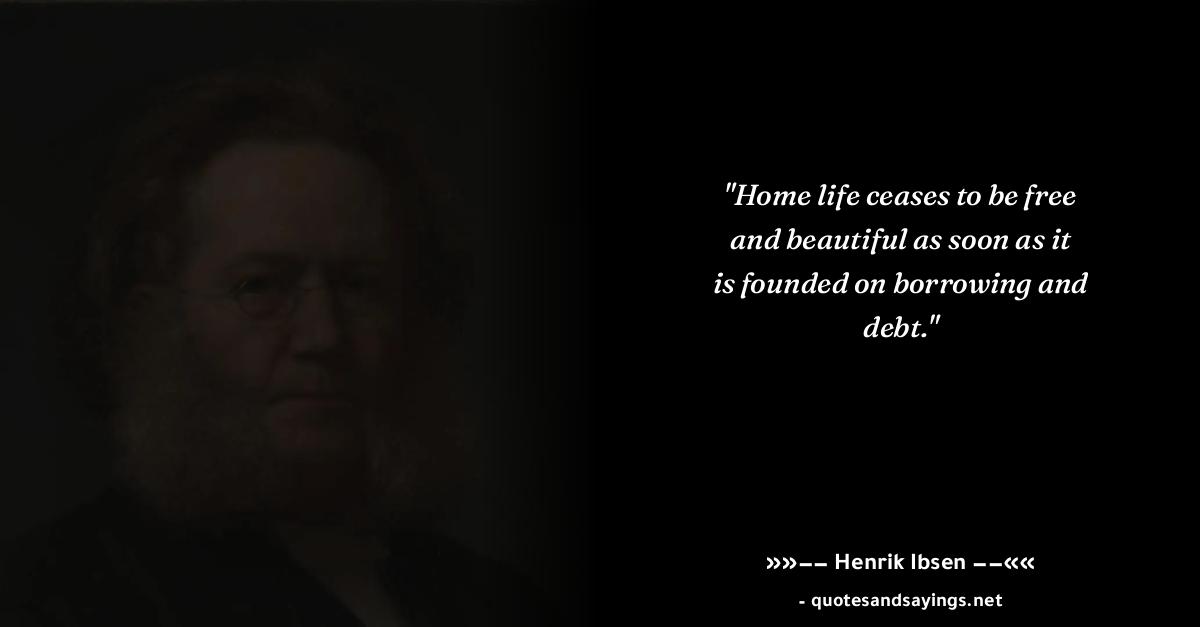 "Home life ceases to be free
and beautiful as soon as it
is founded on borrowing and
debt."
»»–– Henrik Ibsen ––««
- quotesandsayings.net